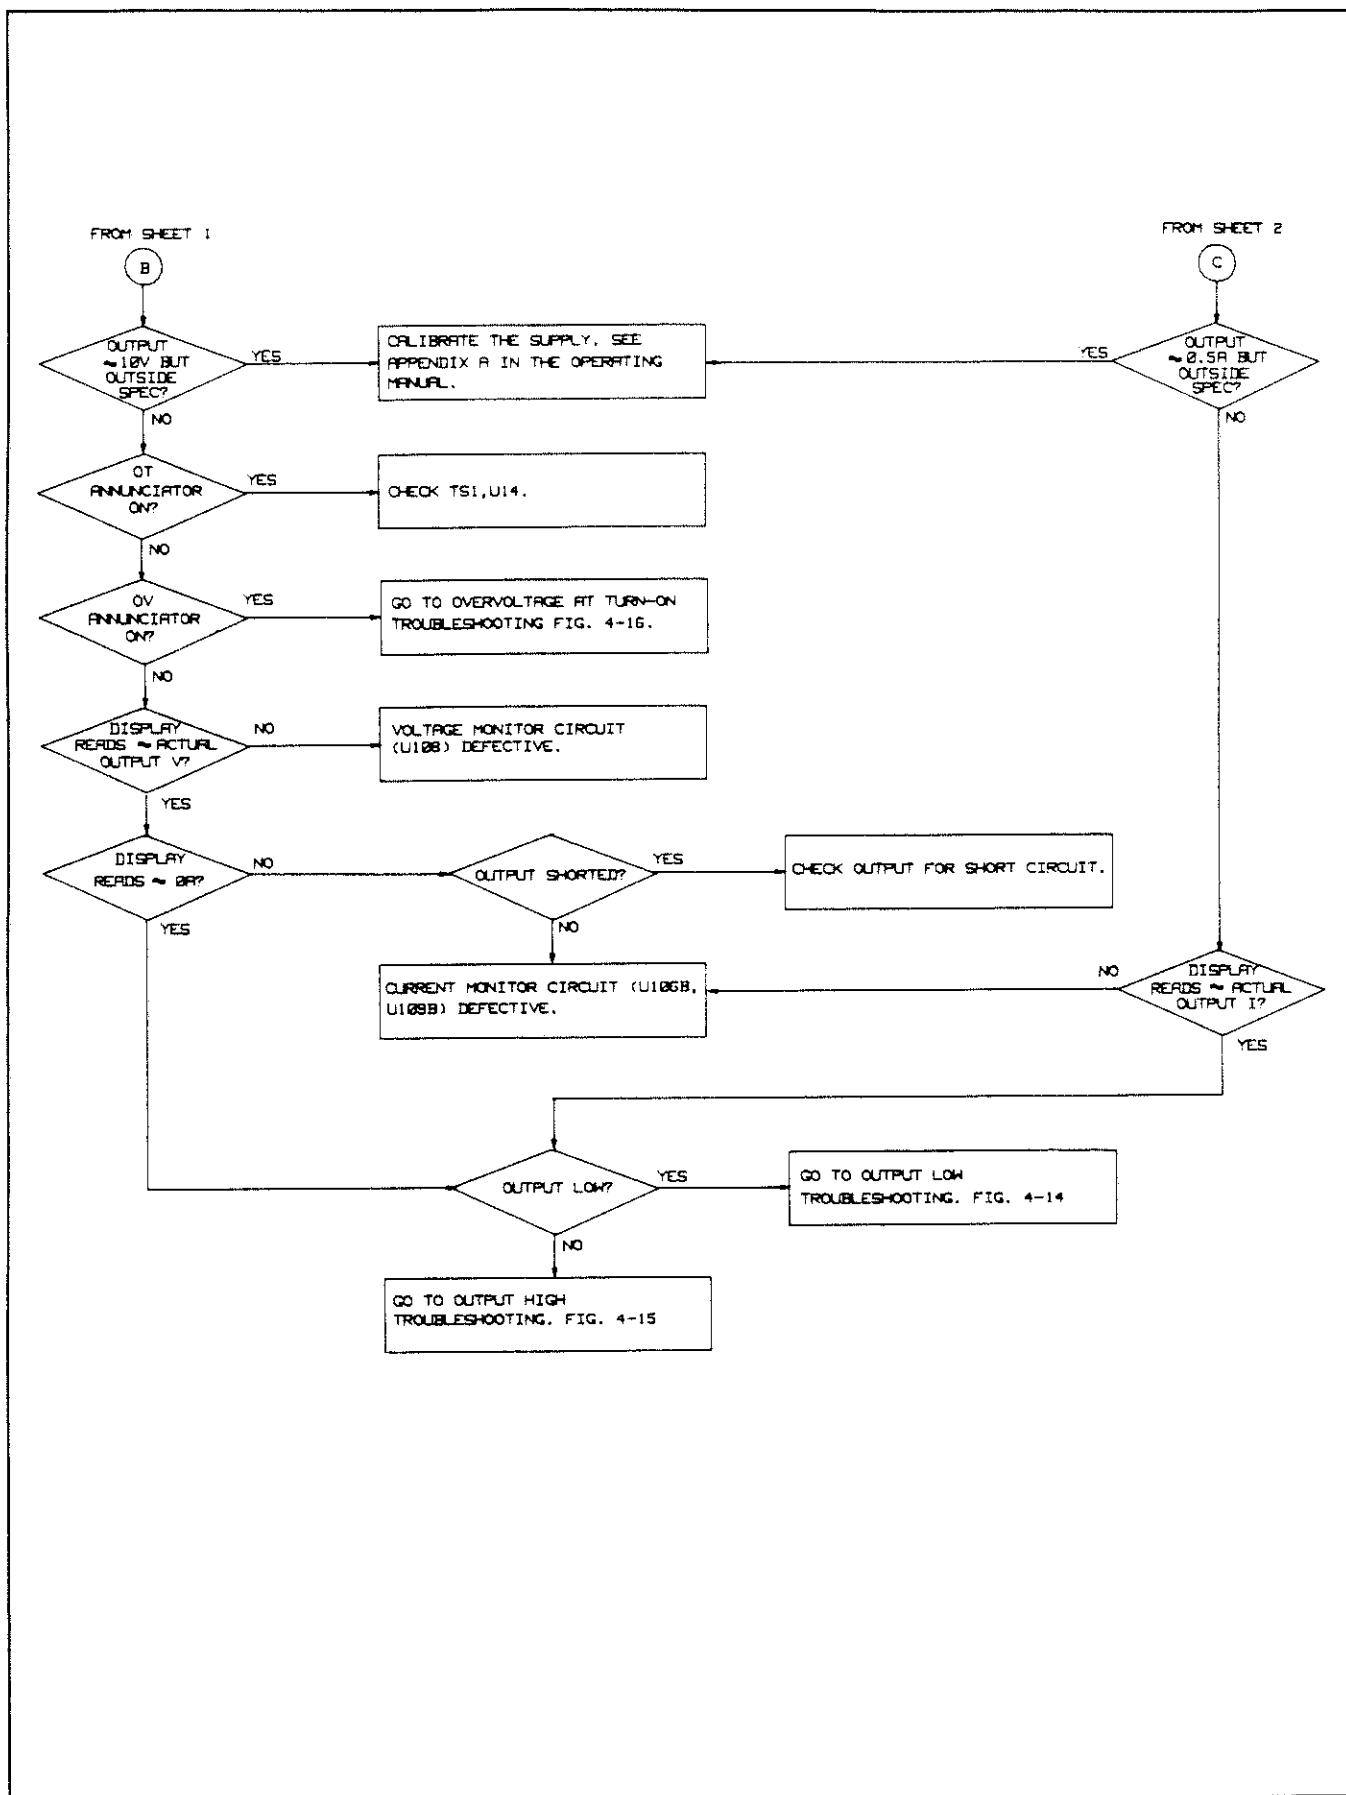 FROM SHEET 1
B
OUTPUT
≈10V BUT
OUTSIDE
SPEC?
YES
NO
CALIBRATE THE SUPPLY. SEE
APPENDIX A IN THE OPERATING
MANUAL.
FROM SHEET 2
C
OUTPUT
≈0.5A BUT
OUTSIDE
SPEC?
YES
NO
OT
ANNUNCIATOR
ON?
YES
NO
CHECK TS1,U14.
OV
ANNUNCIATOR
ON?
YES
NO
GO TO OVERVOLTAGE AT TURN-ON
TROUBLESHOOTING FIG. 4-16.
DISPLAY
READS ≈ ACTUAL
OUTPUT V?
NO
YES
VOLTAGE MONITOR CIRCUIT
(U10B) DEFECTIVE.
DISPLAY
READS ≈ 0A?
NO
YES
OUTPUT SHORTED?
YES
NO
CHECK OUTPUT FOR SHORT CIRCUIT.
CURRENT MONITOR CIRCUIT (U106B,
U109B) DEFECTIVE.
NO
DISPLAY
READS ≈ ACTUAL
OUTPUT I?
YES
OUTPUT LOW?
YES
NO
GO TO OUTPUT LOW
TROUBLESHOOTING. FIG. 4-14
GO TO OUTPUT HIGH
TROUBLESHOOTING. FIG. 4-15